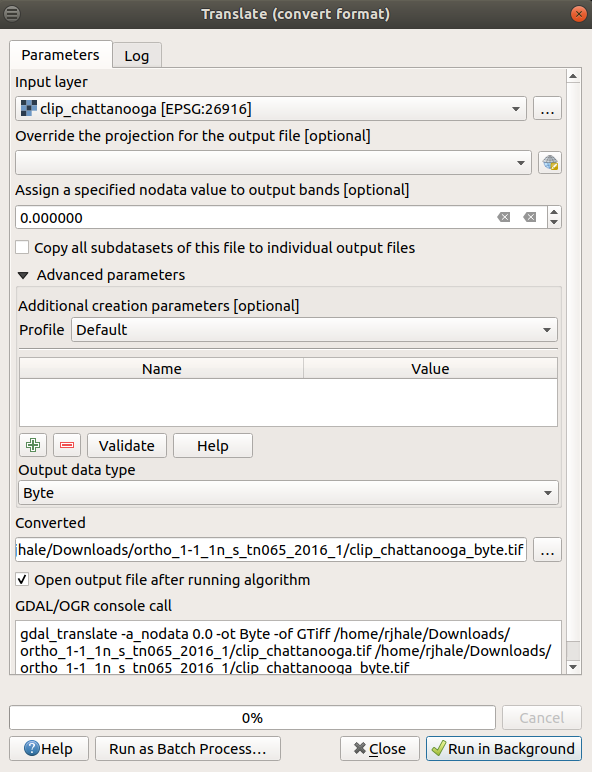 Translate (convert format)
Parameters
Log
Input layer
clip_chattanooga [EPSG:26916]
...
Override the projection for the output file [optional]
Assign a specified nodata value to output bands [optional]
0.000000
Copy all subdatasets of this file to individual output files
Advanced parameters
Additional creation parameters [optional]
Profile Default
Name Value
Validate Help
Output data type
Byte
Converted
jhale/Downloads/ortho_1-1_1n_s_tn065_2016_1/clip_chattanooga_byte.tif
...
Open output file after running algorithm
GDAL/OGR console call
gdal_translate -a_nodata 0.0 -ot Byte -of GTiff /home/rjhale/Downloads/
ortho_1-1_1n_s_tn065_2016_1/clip_chattanooga.tif /home/rjhale/Downloads/
ortho_1-1_1n_s_tn065_2016_1/clip_chattanooga_byte.tif
0%
Cancel
Help
Run as Batch Process...
Close
Run in Background